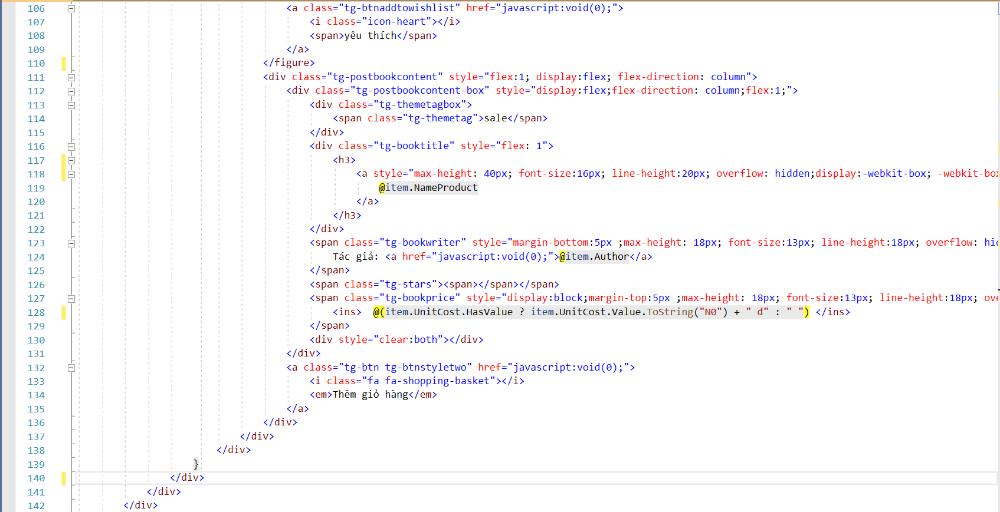 106 <a class="tg-btnaddtowishlist" href="javascript:void(0);">
107 <i class="icon-heart"></i>
108 <span>yêu thích</span>
109 </a>
110 </figure>
111 <div class="tg-postbookcontent" style="flex:1; display:flex; flex-direction: column">
112 <div class="tg-postbookcontent-box" style="display:flex;flex-direction: column;flex:1;">
113 <div class="tg-themetagbox">
114 <span class="tg-themetag">sale</span>
115 </div>
116 <div class="tg-booktitle" style="flex: 1">
117 <h3>
118 <a style="max-height: 40px; font-size:16px; line-height:20px; overflow: hidden;display:-webkit-box; -webkit-box
119 @item.NameProduct
120 </a>
121 </h3>
122 </div>
123 <span class="tg-bookwriter" style="margin-bottom:5px ;max-height: 18px; font-size:13px; line-height:18px; overflow: hid
124 Tác giả: <a href="javascript:void(0);">@item.Author</a>
125 </span>
126 <span class="tg-stars"><span></span></span>
127 <span class="tg-bookprice" style="display:block;margin-top:5px ;max-height: 18px; font-size:13px; line-height:18px; ove
128 <ins> @(item.UnitCost.HasValue ? item.UnitCost.Value.ToString("N0") + " đ" : " ") </ins>
129 </span>
130 <div style="clear:both"></div>
131 </div>
132 <a class="tg-btn tg-btnstyletwo" href="javascript:void(0);">
133 <i class="fa fa-shopping-basket"></i>
134 <em>Thêm giỏ hàng</em>
135 </a>
136 </div>
137 </div>
138 </div>
139 }
140 </div>
141 </div>
142 </div>